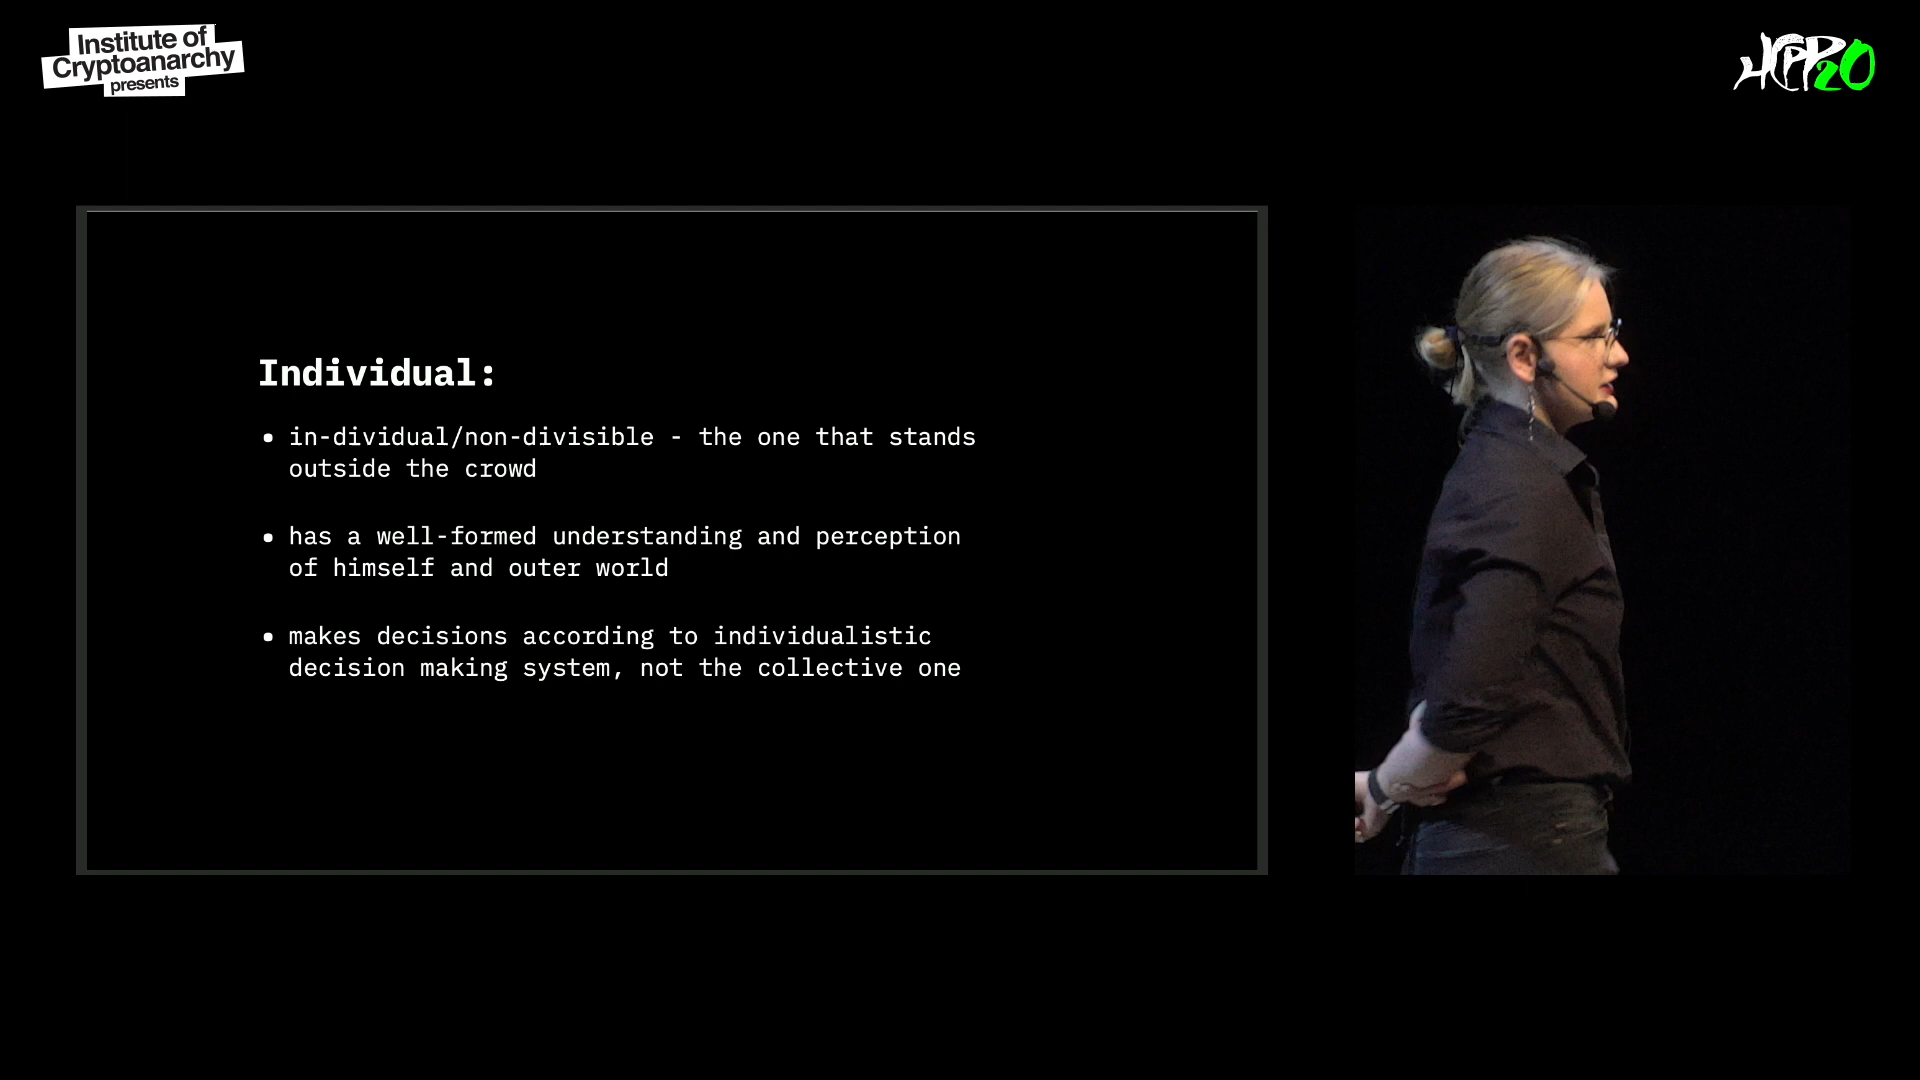 Institute of
Cryptoanarchy
presents
HCPP20
Individual:
• in-dividual/non-divisible - the one that stands
outside the crowd
• has a well-formed understanding and perception
of himself and outer world
• makes decisions according to individualistic
decision making system, not the collective one